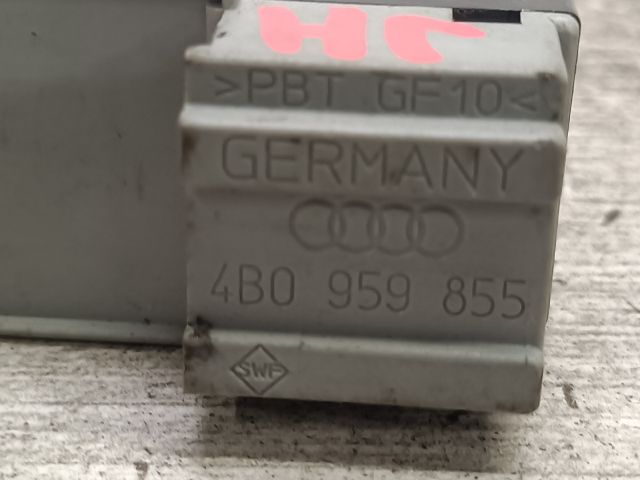 >PBT GF10<
GERMANY
4B0 959 855
SWF